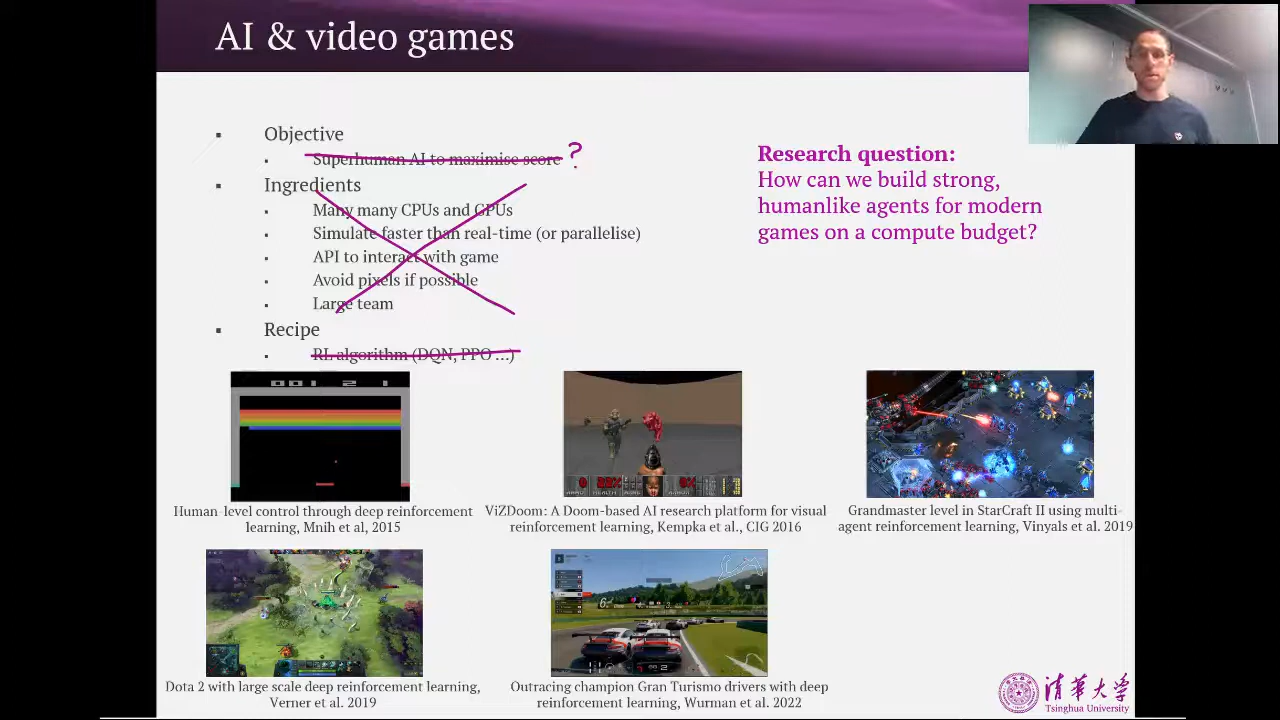 AI & video games
Objective
Superhuman AI to maximise score ?
Ingredients
Many many CPUs and GPUs
Simulate faster than real-time (or parallelise)
API to interact with game
Avoid pixels if possible
Large team
Recipe
RL algorithm (DQN, PPO ...)
Research question:
How can we build strong,
humanlike agents for modern
games on a compute budget?
001 2 1
Human-level control through deep reinforcement
learning, Mnih et al, 2015
ViZDoom: A Doom-based AI research platform for visual
reinforcement learning, Kempka et al., CIG 2016
Grandmaster level in StarCraft II using multi-
agent reinforcement learning, Vinyals et al. 2019
Dota 2 with large scale deep reinforcement learning,
Verner et al. 2019
Outracing champion Gran Turismo drivers with deep
reinforcement learning, Wurman et al. 2022
清华大学
Tsinghua University